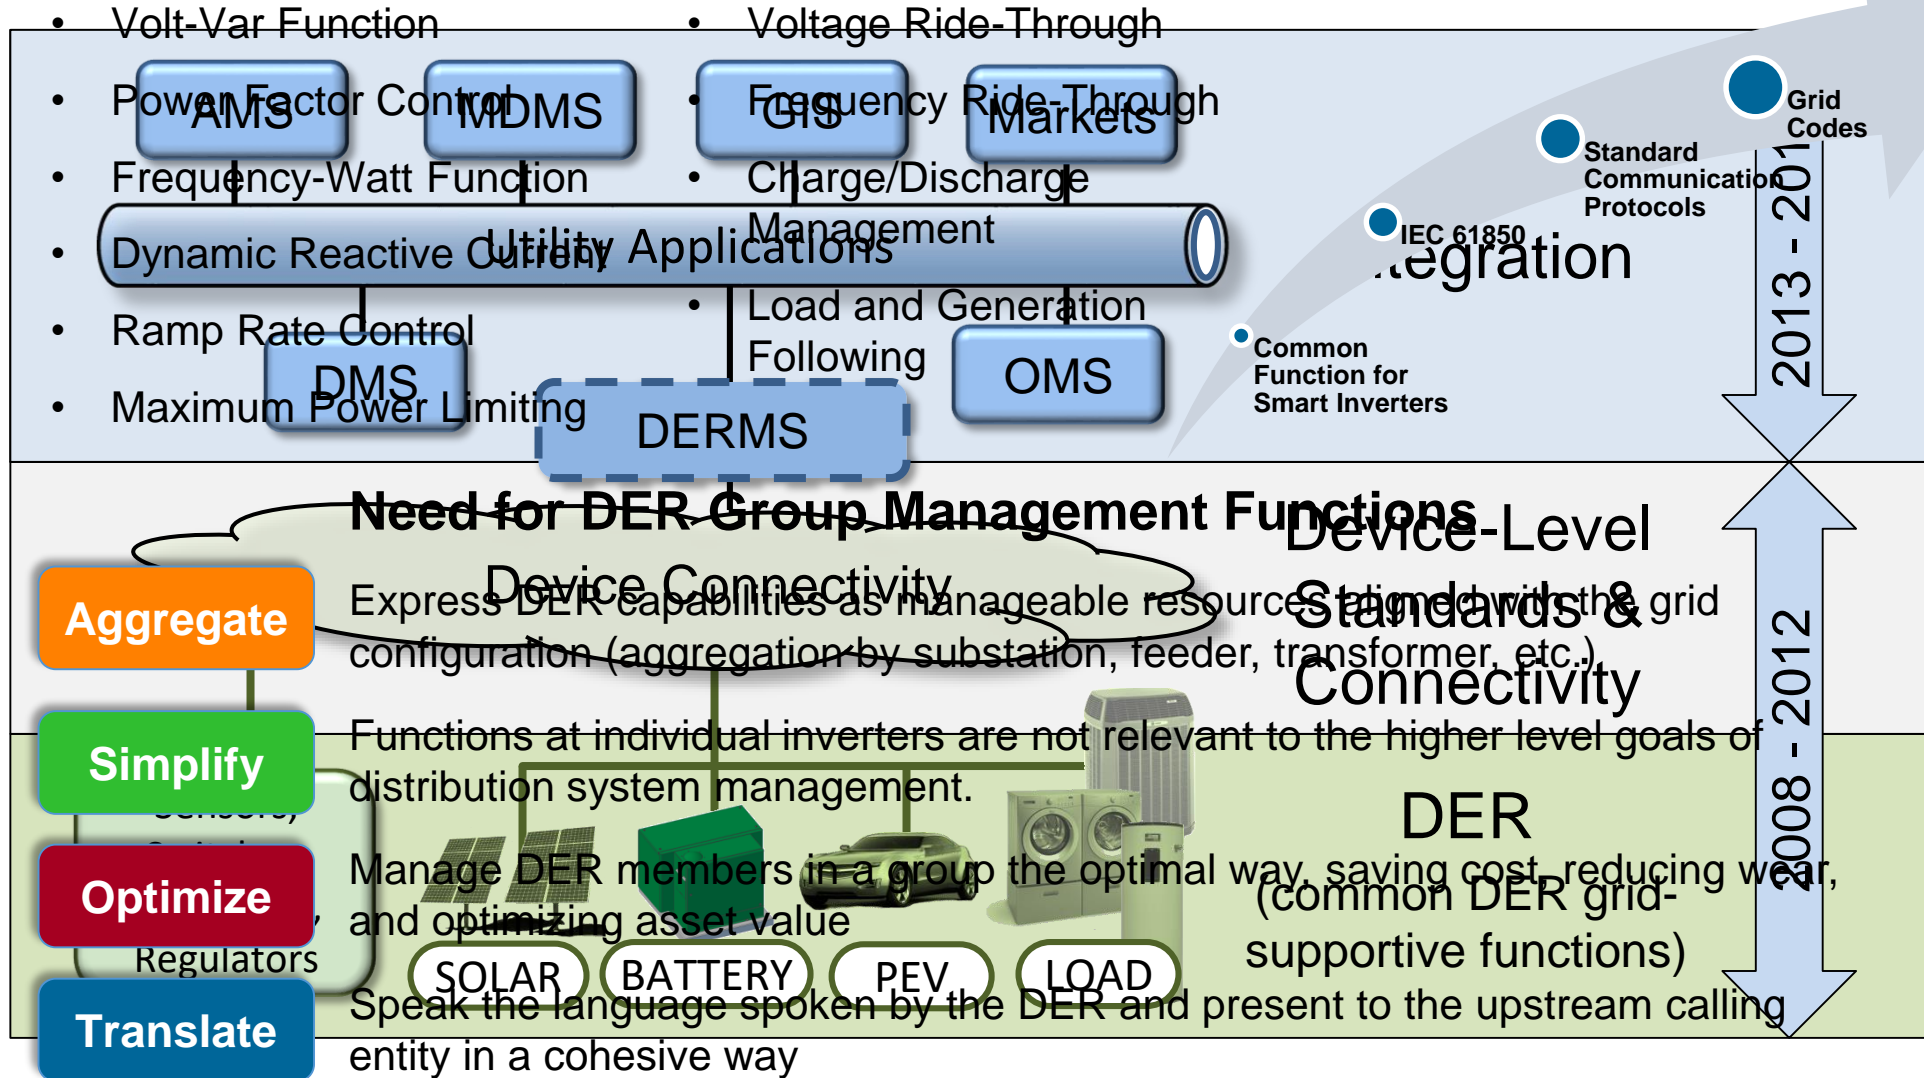 • Volt-Var Function
• Power Factor Control
• Frequency-Watt Function
• Dynamic Reactive Current
• Ramp Rate Control
• Maximum Power Limiting
• Voltage Ride-Through
• Frequency Ride-Through
• Charge/Discharge
Management
• Load and Generation
Following
AMS
MDMS
GIS
Markets
Utility Applications
DMS
DERMS
OMS
Grid
Codes
Standard
Communication
Protocols
IEC 61850
Common
Function for
Smart Inverters
2013 - 201
Need for DER Group Management Functions
Device Connectivity
Device-Level
Standards &
Connectivity
2008 - 2012
Aggregate
Express DER capabilities as manageable resources aligned with the grid
configuration (aggregation by substation, feeder, transformer, etc.)
Simplify
Functions at individual inverters are not relevant to the higher level goals of
distribution system management.
Optimize
Manage DER members in a group the optimal way, saving cost, reducing wear,
and optimizing asset value
Translate
Speak the language spoken by the DER and present to the upstream calling
entity in a cohesive way
Regulators
SOLAR
BATTERY
PEV
LOAD
DER
(common DER grid-
supportive functions)